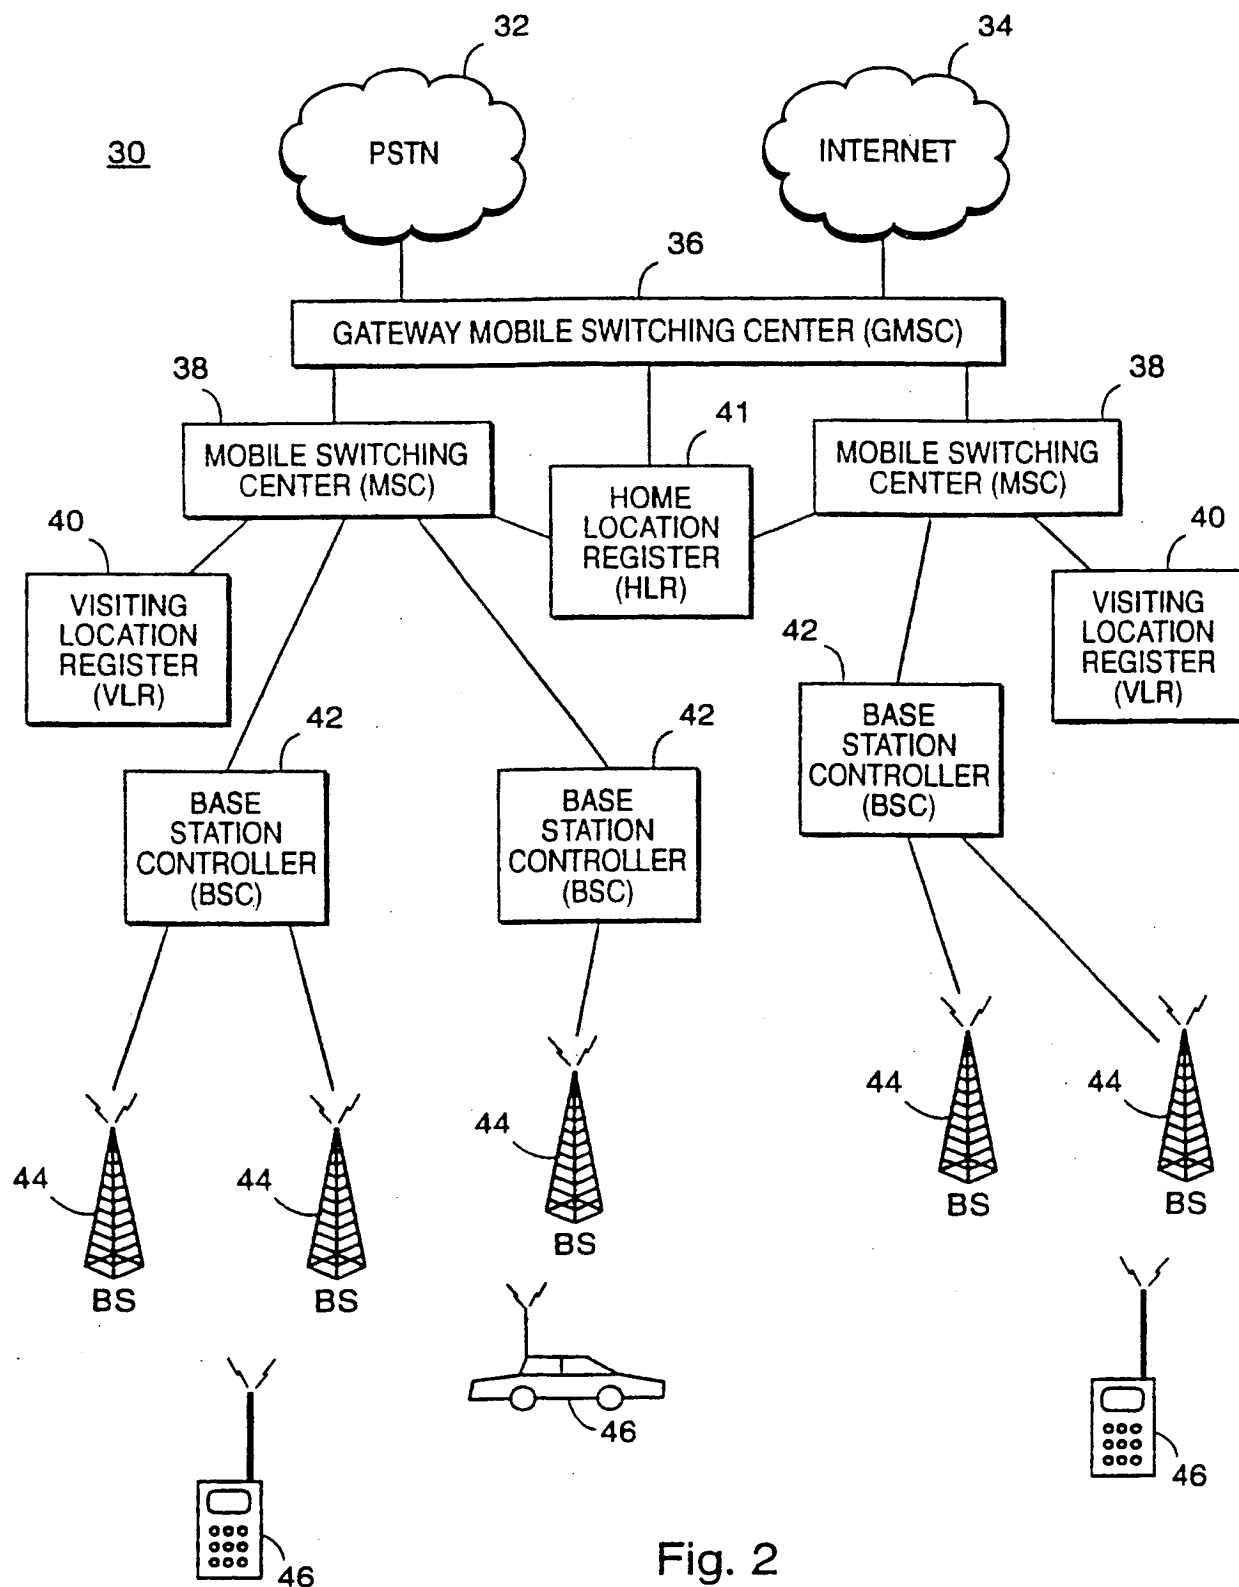 32
34
30
PSTN
INTERNET
36
GATEWAY MOBILE SWITCHING CENTER (GMSC)
38
38
41
MOBILE SWITCHING
CENTER (MSC)
HOME
LOCATION
REGISTER
(HLR)
MOBILE SWITCHING
CENTER (MSC)
40
40
VISITING
LOCATION
REGISTER
(VLR)
VISITING
LOCATION
REGISTER
(VLR)
42
42
42
BASE
STATION
CONTROLLER
(BSC)
BASE
STATION
CONTROLLER
(BSC)
BASE
STATION
CONTROLLER
(BSC)
44
44
44
44
44
BS
BS
BS
BS
BS
46
46
46
Fig. 2